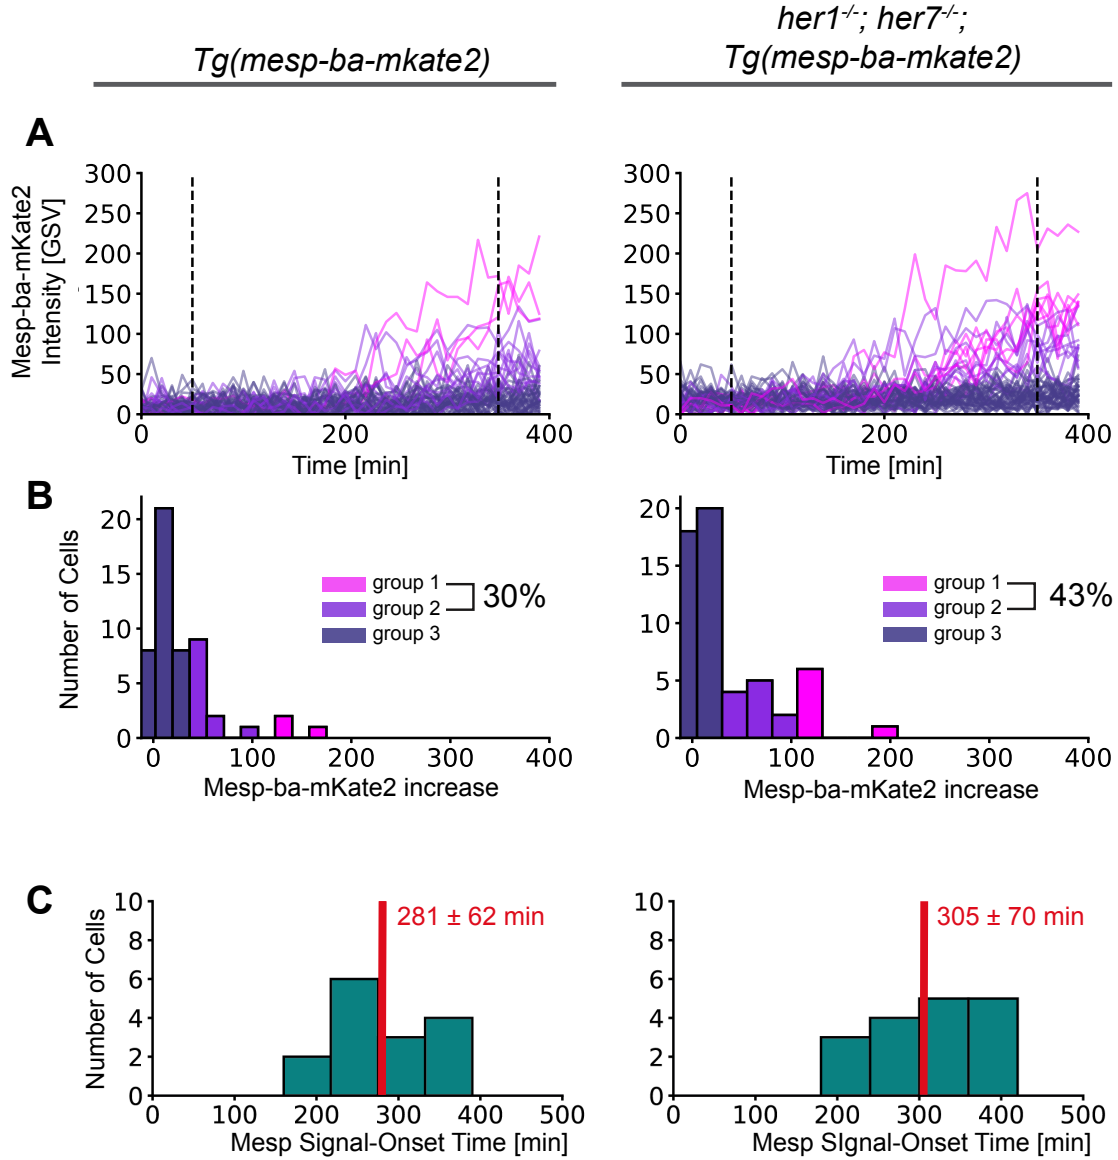 her1-/-; her7-/-;
Tg(mesp-ba-mkate2)
Tg(mesp-ba-mkate2)
A
Mesp-ba-mKate2
Intensity [GSV]
300
250
200
150
100
50
0
0 200 400
Time [min]
300
250
200
150
100
50
0
0 200 400
Time [min]
B
Number of Cells
20
15
10
5
0
group 1
group 2
group 3
30%
0 100 200 300 400
Mesp-ba-mKate2 increase
20
15
10
5
0
group 1
group 2
group 3
43%
0 100 200 300 400
Mesp-ba-mKate2 increase
C
Number of Cells
10
8
6
4
2
0
281 ± 62 min
0 100 200 300 400 500
Mesp Signal-Onset Time [min]
10
8
6
4
2
0
305 ± 70 min
0 100 200 300 400 500
Mesp SIgnal-Onset Time [min]